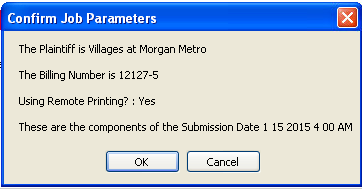 Confirm Job Parameters
The Plaintiff is Villages at Morgan Metro
The Billing Number is 12127-5
Using Remote Printing? : Yes
These are the components of the Submission Date 1 15 2015 4 00 AM
OK
Cancel